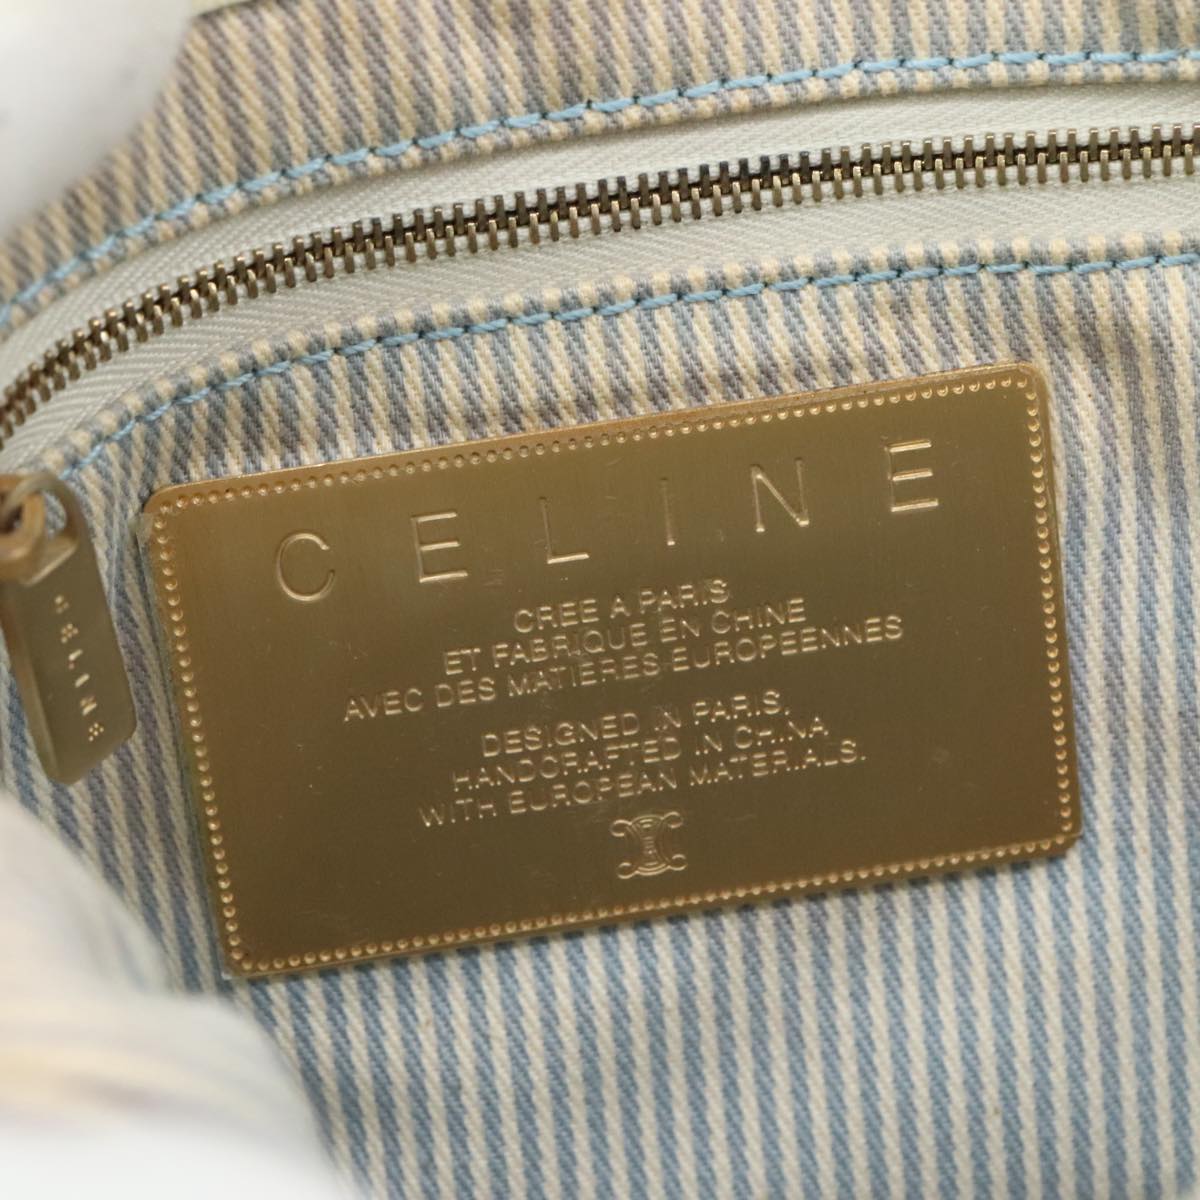 CELINE
CREE A PARIS
ET FABRIQUE EN CHINE
AVEC DES MATIERES EUROPEENNES
DESIGNED IN PARIS,
HANDCRAFTED IN CHINA
WITH EUROPEAN MATERIALS.
CELINE